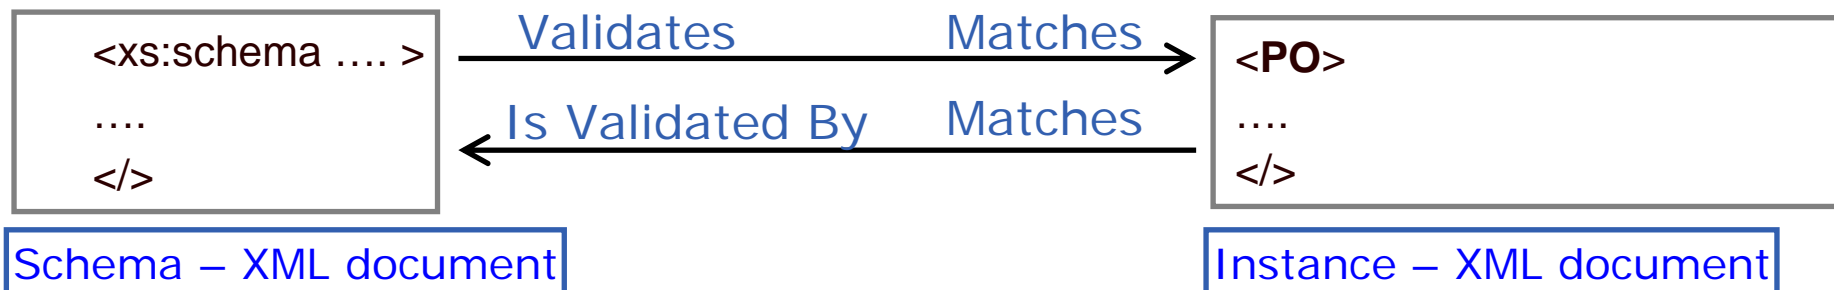 <xs:schema .... >
....
</>
Schema – XML document
Validates Matches
Is Validated By Matches
<PO>
....
</>
Instance – XML document